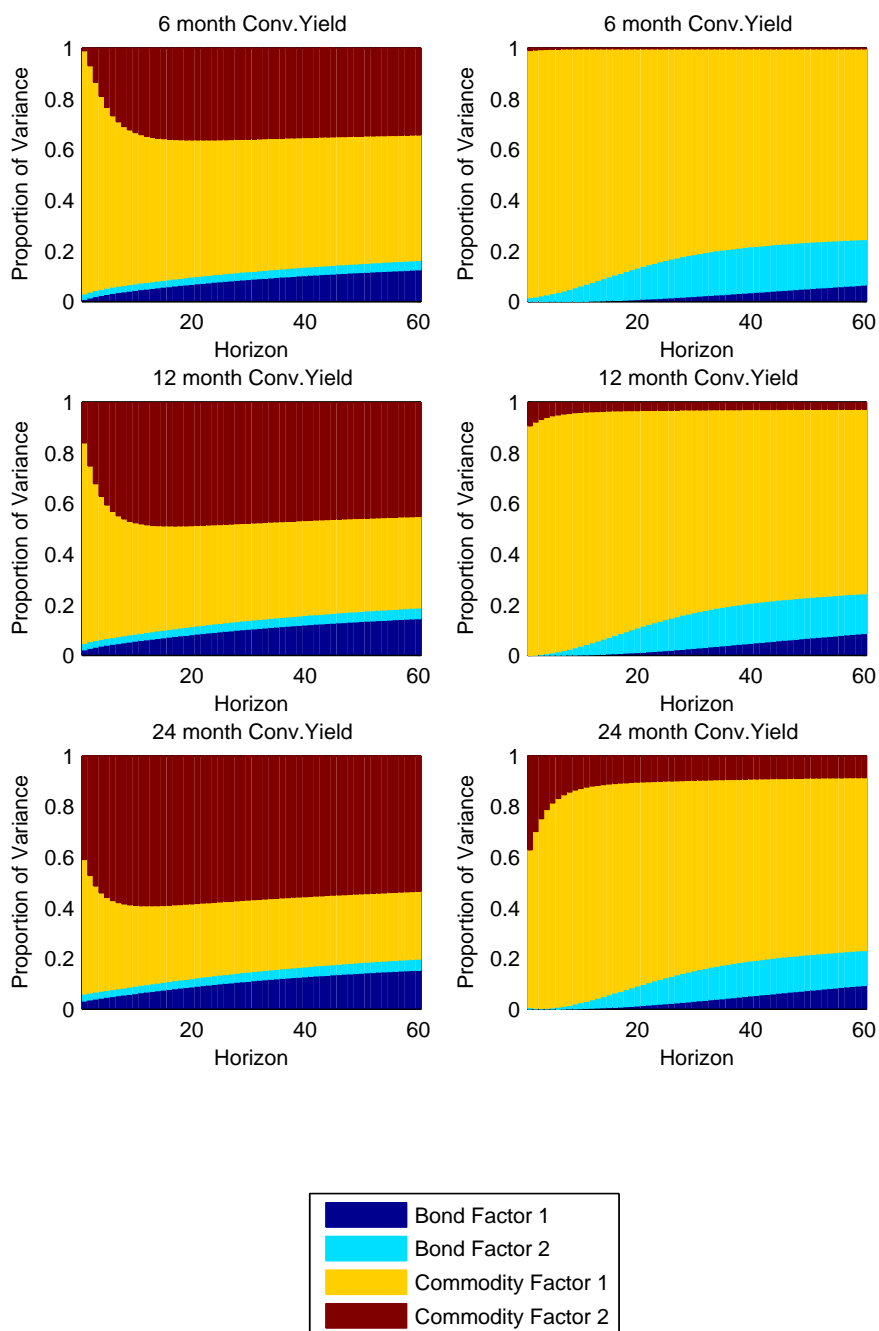 6 month Conv.Yield
Proportion of Variance
1
0.8
0.6
0.4
0.2
0
20
40
60
Horizon
6 month Conv.Yield
Proportion of Variance
1
0.8
0.6
0.4
0.2
0
20
40
60
Horizon
12 month Conv.Yield
Proportion of Variance
1
0.8
0.6
0.4
0.2
0
20
40
60
Horizon
12 month Conv.Yield
Proportion of Variance
1
0.8
0.6
0.4
0.2
0
20
40
60
Horizon
24 month Conv.Yield
Proportion of Variance
1
0.8
0.6
0.4
0.2
0
20
40
60
Horizon
24 month Conv.Yield
Proportion of Variance
1
0.8
0.6
0.4
0.2
0
20
40
60
Horizon
Bond Factor 1
Bond Factor 2
Commodity Factor 1
Commodity Factor 2